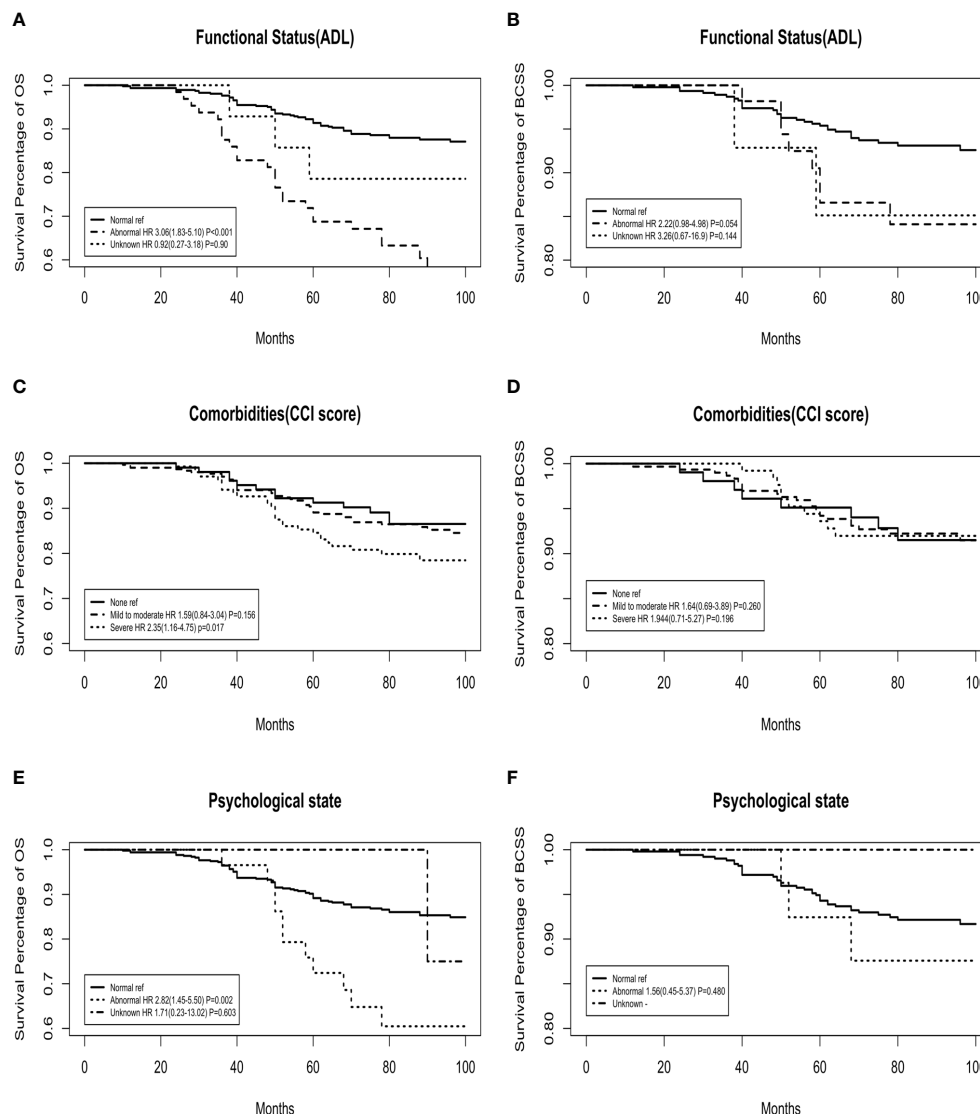 A
Functional Status(ADL)
Survival Percentage of OS
1.0
0.9
0.8
0.7
0.6
Normal ref
Abnormal HR 3.06(1.83-5.10) P<0.001
Unknown HR 0.92(0.27-3.18) P=0.90
0 20 40 60 80 100
Months
B
Functional Status(ADL)
Survival Percentage of BCSS
1.00
0.90
0.80
Normal ref
Abnormal HR 2.22(0.98-4.98) P=0.054
Unknown HR 3.26(0.67-16.9) P=0.144
0 20 40 60 80 100
Months
C
Comorbidities(CCI score)
Survival Percentage of OS
1.0
0.9
0.8
0.7
0.6
None ref
Mild to moderate HR 1.59(0.84-3.04) P=0.156
Severe HR 2.35(1.16-4.75) p=0.017
0 20 40 60 80 100
Months
D
Comorbidities(CCI score)
Survival Percentage of BCSS
1.00
0.90
0.80
None ref
Mild to moderate HR 1.64(0.69-3.89) P=0.260
Severe HR 1.944(0.71-5.27) P=0.196
0 20 40 60 80 100
Months
E
Psychological state
Survival Percentage of OS
1.0
0.9
0.8
0.7
0.6
Normal ref
Abnormal HR 2.82(1.45-5.50) P=0.002
Unknown HR 1.71(0.23-13.02) P=0.603
0 20 40 60 80 100
Months
F
Psychological state
Survival Percentage of BCSS
1.00
0.90
0.80
Normal ref
Abnormal 1.56(0.45-5.37) P=0.480
Unknown -
0 20 40 60 80 100
Months